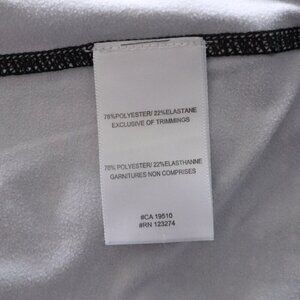 78%POLYESTER/ 22%ELASTANE
EXCLUSIVE OF TRIMMINGS
78% POLYESTER/ 22%ELASTHANNE
GARNITURES NON COMPRISES
#CA 19510
#RN 123274